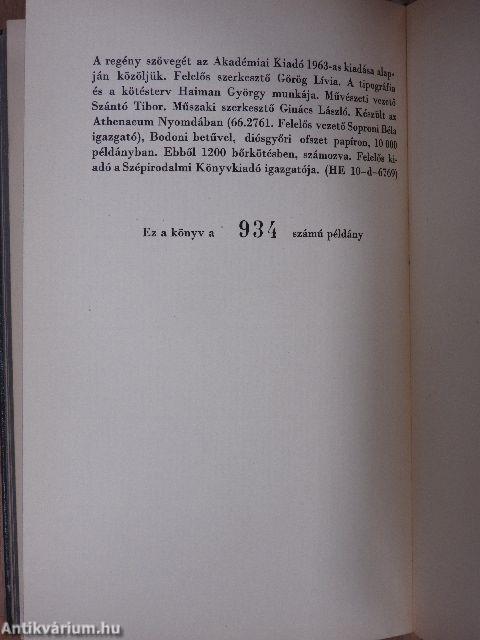 A regény szövegét az Akadémiai Kiadó 1963-as kiadása alap-
ján közöljük. Felelős szerkesztő Görög Lívia. A tipográfia
és a kötésterv Haiman György munkája. Művészeti vezető
Szántó Tibor. Műszaki szerkesztő Ginács László. Készült az
Athenaeum Nyomdában (66.2761. Felelős vezető Soproni Béla
igazgató), Bodoni betűvel, diósgyőri ofszet papíron, 10 000
példányban. Ebből 1200 bőrkötésben, számozva. Felelős ki-
adó a Szépirodalmi Könyvkiadó igazgatója. (HE 10-d-6769)
Ez a könyv a 934 számú példány
Antikvárium.hu